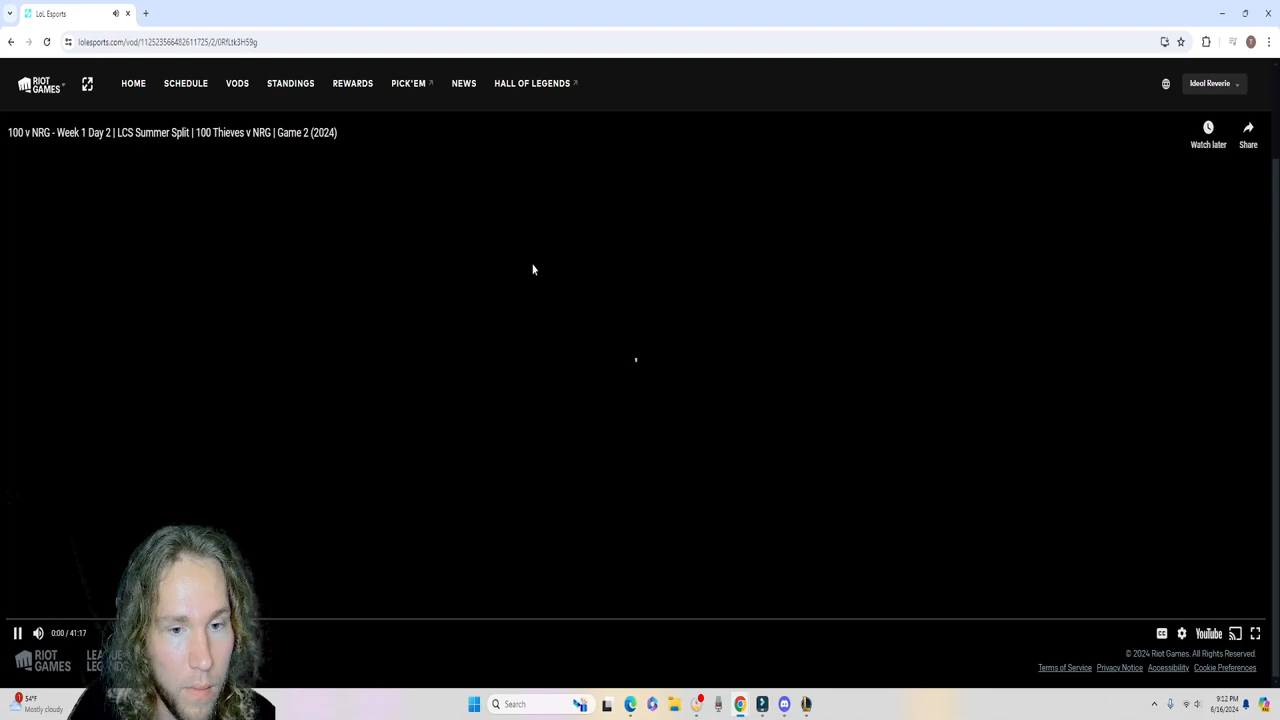 LoL Esports
lolesports.com/vod/112523566482611725/2/0RfLtk3H59g
RIOT GAMES
HOME SCHEDULE VODS STANDINGS REWARDS PICK'EM NEWS HALL OF LEGENDS
Ideal Reverie
100 v NRG - Week 1 Day 2 | LCS Summer Split | 100 Thieves v NRG | Game 2 (2024)
Watch later Share
0:00 / 41:17
CC YouTube
© 2024 Riot Games. All Rights Reserved.
RIOT GAMES
Terms of Service Privacy Notice Accessibility Cookie Preferences
1
54°F
Mostly cloudy
Search
9:12 PM
6/16/2024